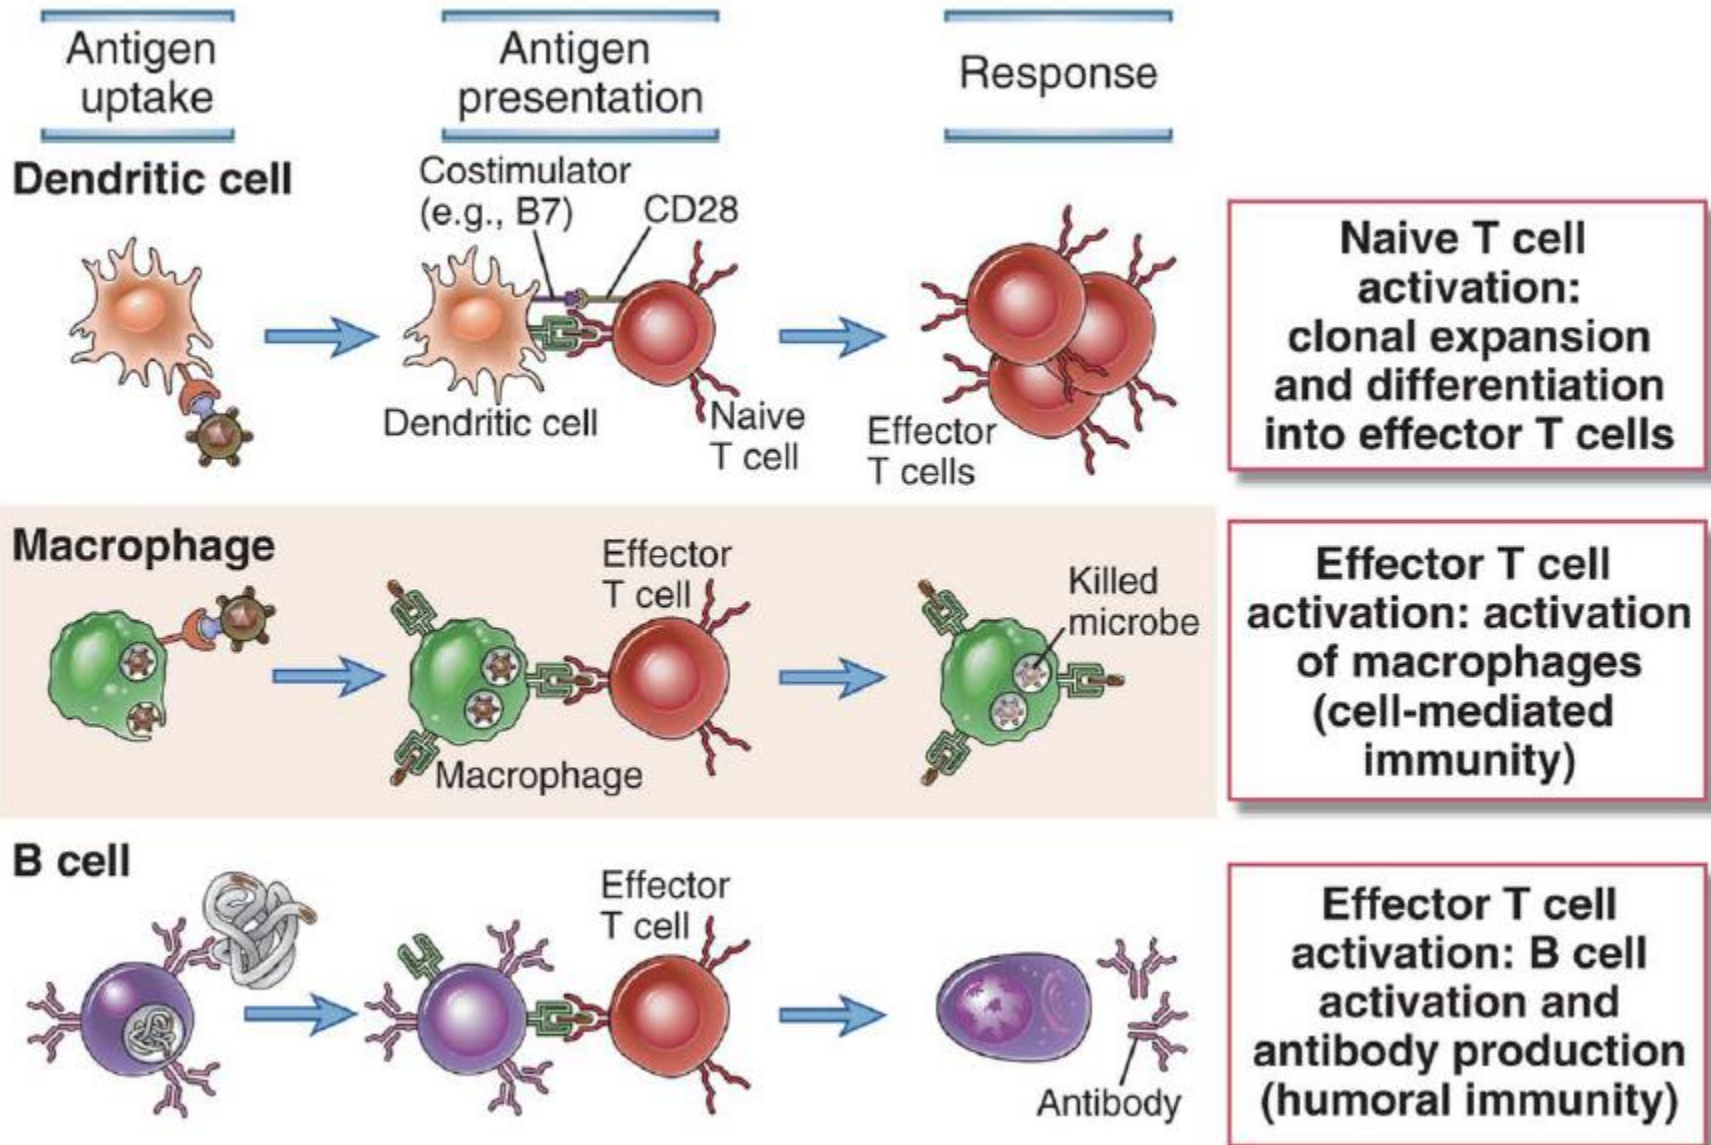 Antigen
uptake
Antigen
presentation
Response
Dendritic cell
Costimulator
(e.g., B7)
CD28
Dendritic cell
Naive
T cell
Effector
T cells
Naive T cell
activation:
clonal expansion
and differentiation
into effector T cells
Macrophage
Effector
T cell
Macrophage
Killed
microbe
Effector T cell
activation: activation
of macrophages
(cell-mediated
immunity)
B cell
Effector
T cell
Antibody
Effector T cell
activation: B cell
activation and
antibody production
(humoral immunity)